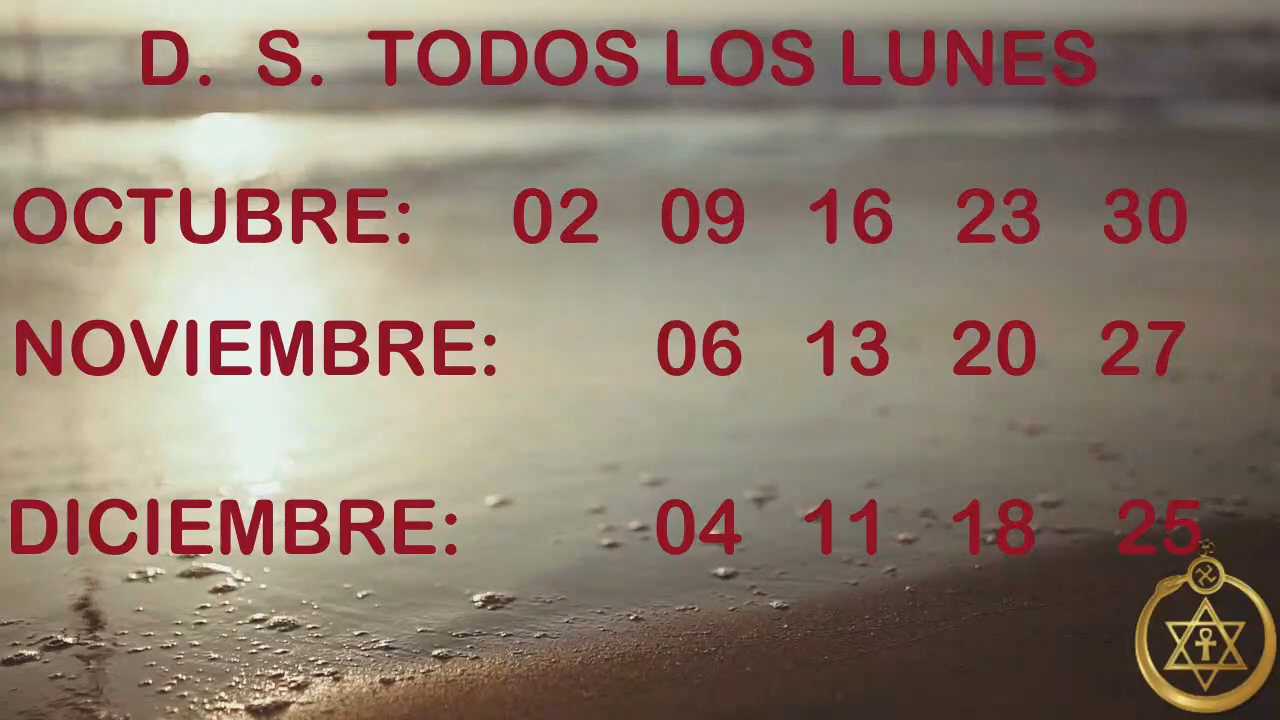 D. S. TODOS LOS LUNES
OCTUBRE: 02 09 16 23 30
NOVIEMBRE: 06 13 20 27
DICIEMBRE: 04 11 18 25